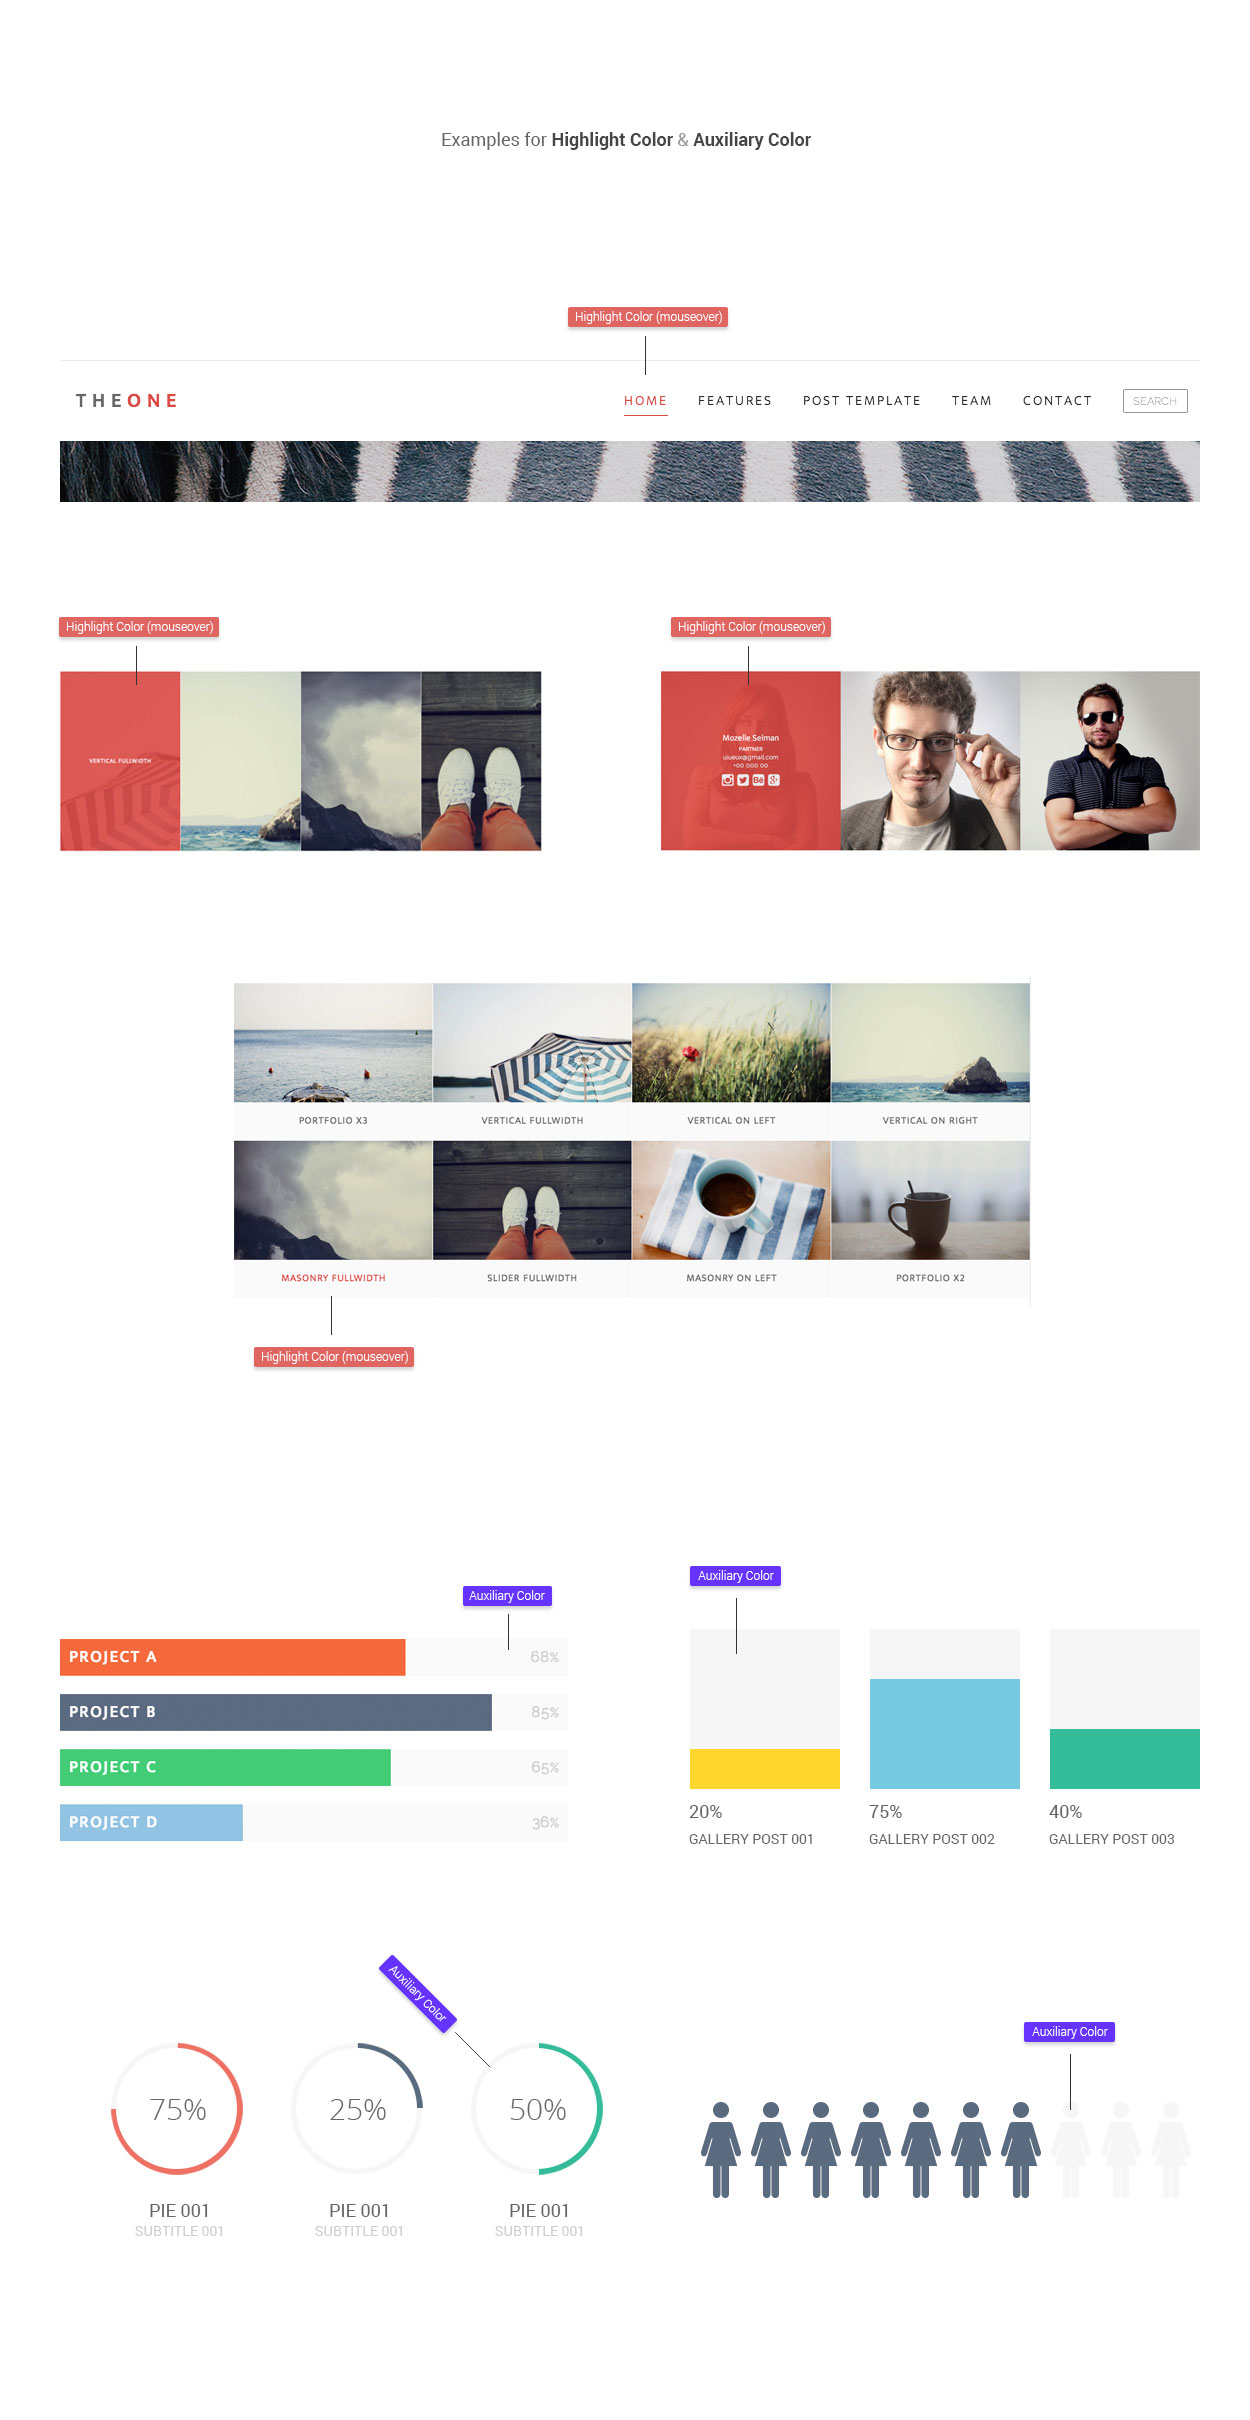 Examples for Highlight Color & Auxiliary Color
Highlight Color (mouseover)
THEONE
HOME FEATURES POST TEMPLATE TEAM CONTACT SEARCH
Highlight Color (mouseover)
VERTICAL FULLWIDTH
Highlight Color (mouseover)
Mozelle Selman
PARTNER
uiueux@gmail.com
+00 000 00
PORTFOLIO X3 VERTICAL FULLWIDTH VERTICAL ON LEFT VERTICAL ON RIGHT
MASONRY FULLWIDTH SLIDER FULLWIDTH MASONRY ON LEFT PORTFOLIO X2
Highlight Color (mouseover)
Auxiliary Color
PROJECT A 68%
PROJECT B 85%
PROJECT C 65%
PROJECT D 36%
Auxiliary Color
20% 75% 40%
GALLERY POST 001 GALLERY POST 002 GALLERY POST 003
Auxiliary Color
75% 25% 50%
PIE 001 PIE 001 PIE 001
SUBTITLE 001 SUBTITLE 001 SUBTITLE 001
Auxiliary Color